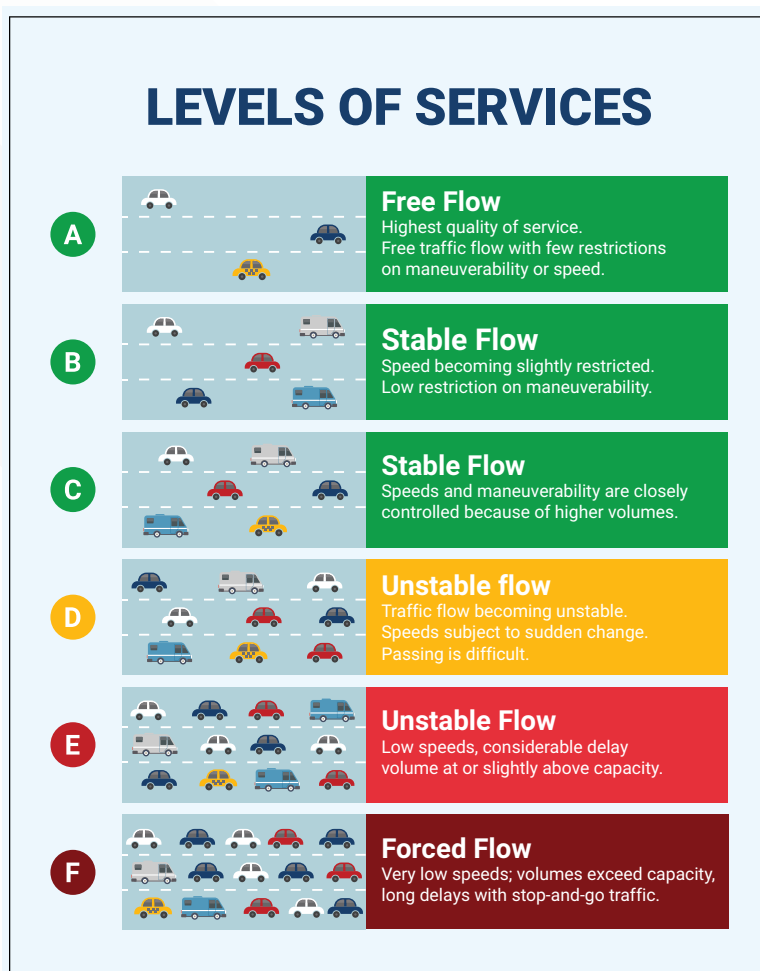 LEVELS OF SERVICES
A
Free Flow
Highest quality of service.
Free traffic flow with few restrictions
on maneuverability or speed.
B
Stable Flow
Speed becoming slightly restricted.
Low restriction on maneuverability.
C
Stable Flow
Speeds and maneuverability are closely
controlled because of higher volumes.
D
Unstable flow
Traffic flow becoming unstable.
Speeds subject to sudden change.
Passing is difficult.
E
Unstable Flow
Low speeds, considerable delay
volume at or slightly above capacity.
F
Forced Flow
Very low speeds; volumes exceed capacity,
long delays with stop-and-go traffic.